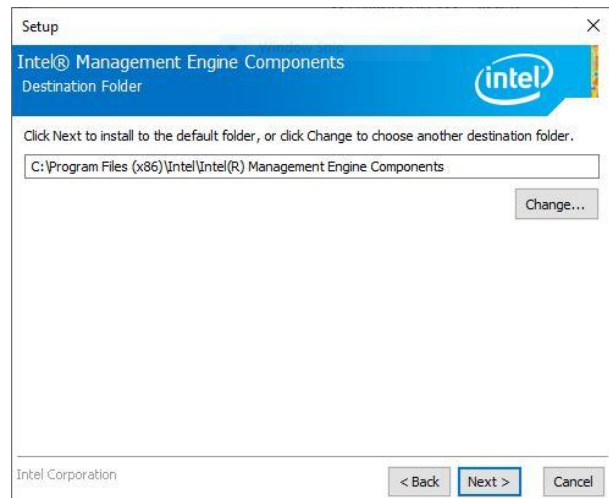 Setup
Window Snip
Intel® Management Engine Components
Destination Folder
intel
Click Next to install to the default folder, or click Change to choose another destination folder.
C:\Program Files (x86)\Intel\Intel(R) Management Engine Components
Change...
Intel Corporation
< Back Next > Cancel